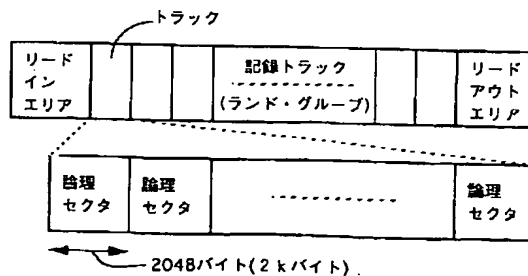 トラック
リード
イン
エリア
記録トラック
(ランド・グルーブ)
リード
アウト
エリア
論理
セクタ
論理
セクタ
論理
セクタ
2048バイト(2kバイト)